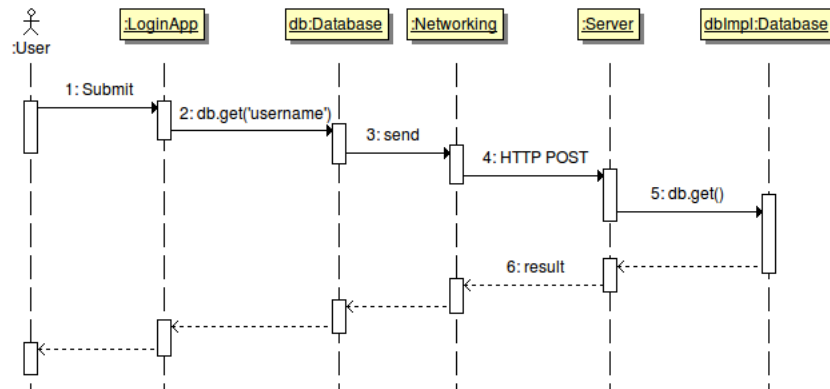 :User
:LoginApp
db:Database
:Networking
:Server
dbImpl:Database
1: Submit
2: db.get('username')
3: send
4: HTTP POST
5: db.get()
6: result